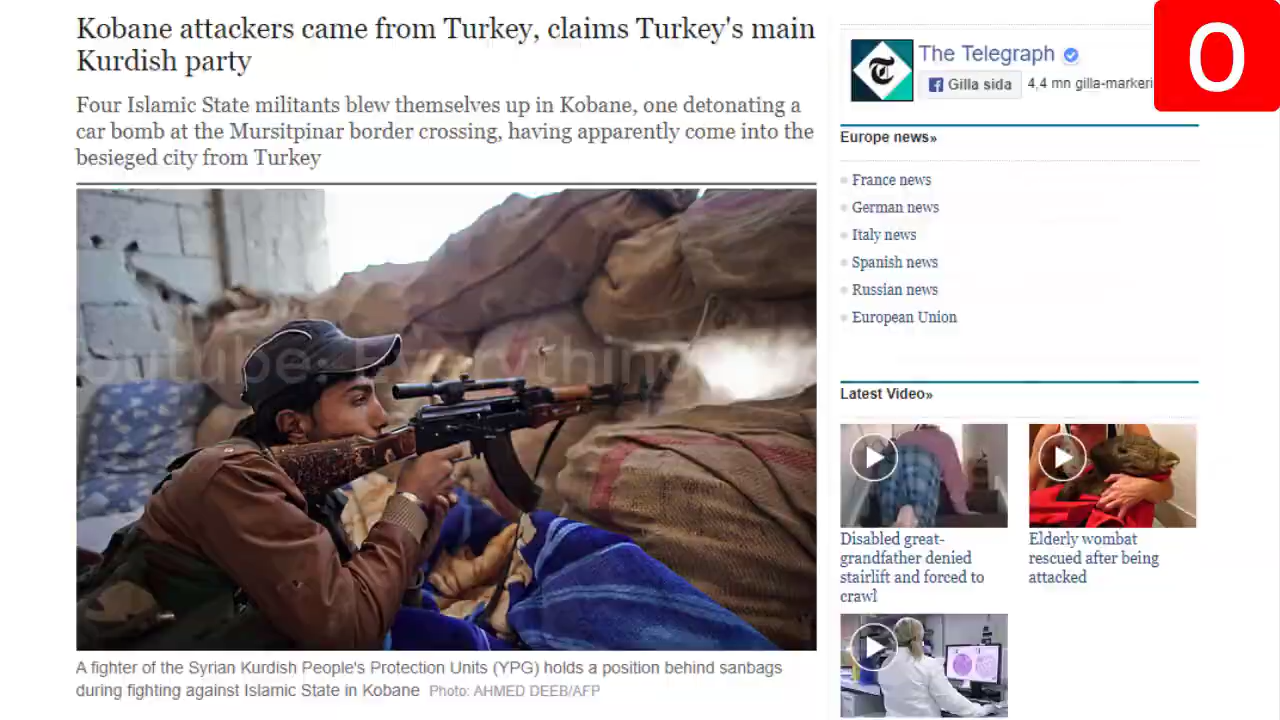 Kobane attackers came from Turkey, claims Turkey's main
Kurdish party
Four Islamic State militants blew themselves up in Kobane, one detonating a
car bomb at the Mursitpinar border crossing, having apparently come into the
besieged city from Turkey
A fighter of the Syrian Kurdish People's Protection Units (YPG) holds a position behind sanbags
during fighting against Islamic State in Kobane Photo: AHMED DEEB/AFP
The Telegraph
Gilla sida 4,4 mn gilla-markeri
0
Europe news»
France news
German news
Italy news
Spanish news
Russian news
European Union
Latest Video»
Disabled great-
grandfather denied
stairlift and forced to
crawl
Elderly wombat
rescued after being
attacked